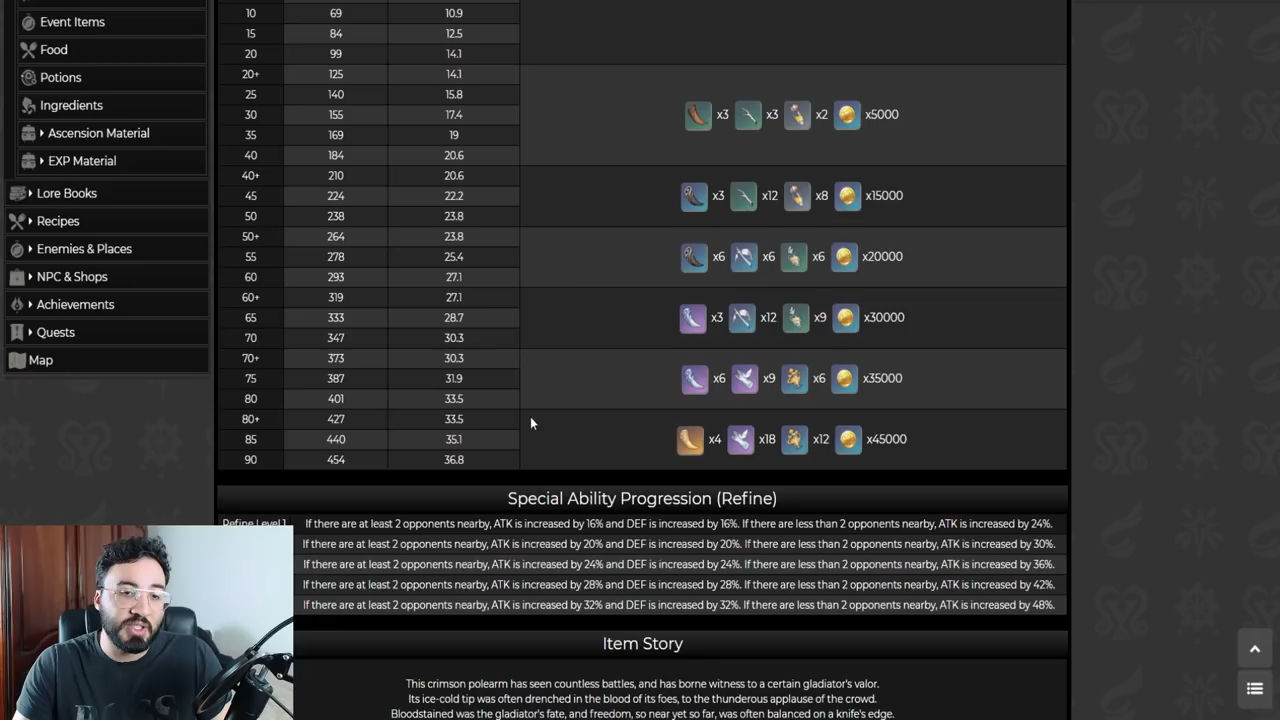 Event Items
Food
Potions
Ingredients
Ascension Material
EXP Material
Lore Books
Recipes
Enemies & Places
NPC & Shops
Achievements
Quests
Map
10 69 10.9
15 84 12.5
20 99 14.1
20+ 125 14.1
25 140 15.8
30 155 17.4
35 169 19
40 184 20.6
x3 x3 x2 x5000
40+ 210 20.6
45 224 22.2
50 238 23.8
x3 x12 x8 x15000
50+ 264 23.8
55 278 25.4
60 293 27.1
x6 x6 x6 x20000
60+ 319 27.1
65 333 28.7
70 347 30.3
x3 x12 x9 x30000
70+ 373 30.3
75 387 31.9
80 401 33.5
x6 x9 x6 x35000
80+ 427 33.5
85 440 35.1
90 454 36.8
x4 x18 x12 x45000
Special Ability Progression (Refine)
Refine Level 1 If there are at least 2 opponents nearby, ATK is increased by 16% and DEF is increased by 16%. If there are less than 2 opponents nearby, ATK is increased by 24%.
If there are at least 2 opponents nearby, ATK is increased by 20% and DEF is increased by 20%. If there are less than 2 opponents nearby, ATK is increased by 30%.
If there are at least 2 opponents nearby, ATK is increased by 24% and DEF is increased by 24%. If there are less than 2 opponents nearby, ATK is increased by 36%.
If there are at least 2 opponents nearby, ATK is increased by 28% and DEF is increased by 28%. If there are less than 2 opponents nearby, ATK is increased by 42%.
If there are at least 2 opponents nearby, ATK is increased by 32% and DEF is increased by 32%. If there are less than 2 opponents nearby, ATK is increased by 48%.
Item Story
This crimson polearm has seen countless battles, and has borne witness to a certain gladiator's valor.
Its ice-cold tip was often drenched in the blood of its foes, to the thunderous applause of the crowd.
Bloodstained was the gladiator's fate, and freedom, so near yet so far, was often balanced on a knife's edge.